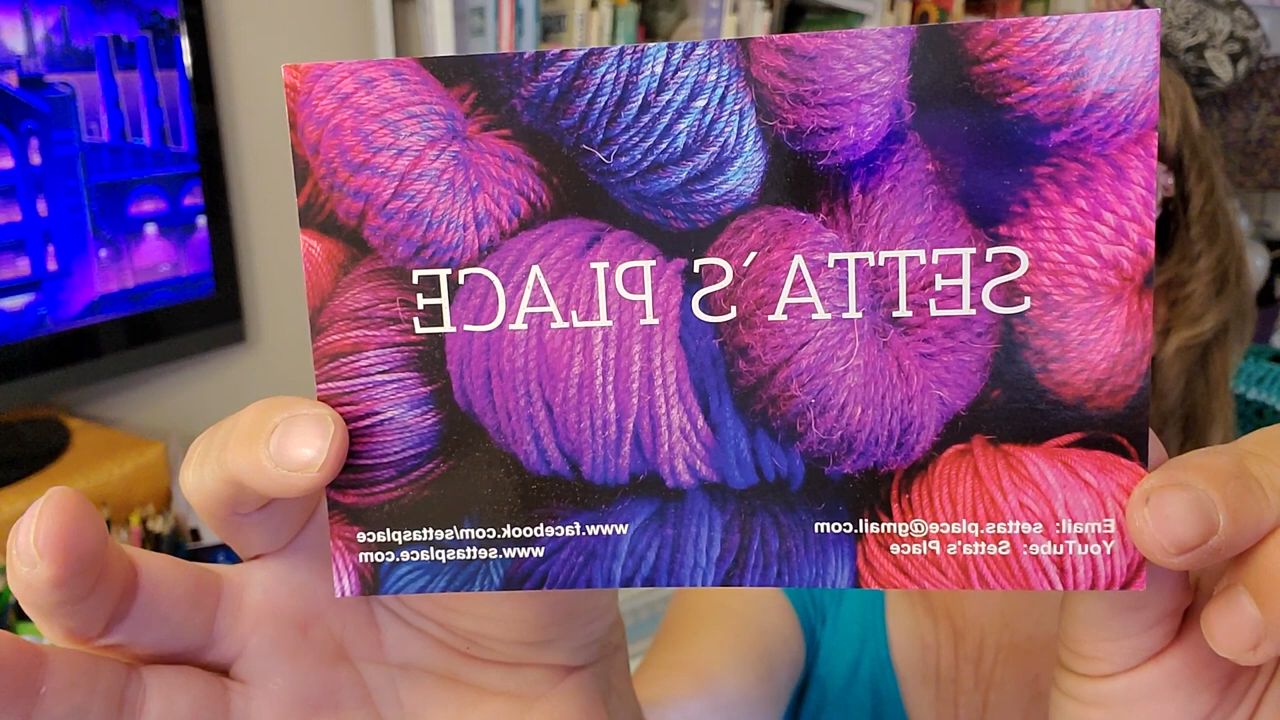 SETTA'S PLACE
Email: settas.place@gmail.com
YouTube: Setta's Place
www.facebook.com/settasplace
www.settasplace.com